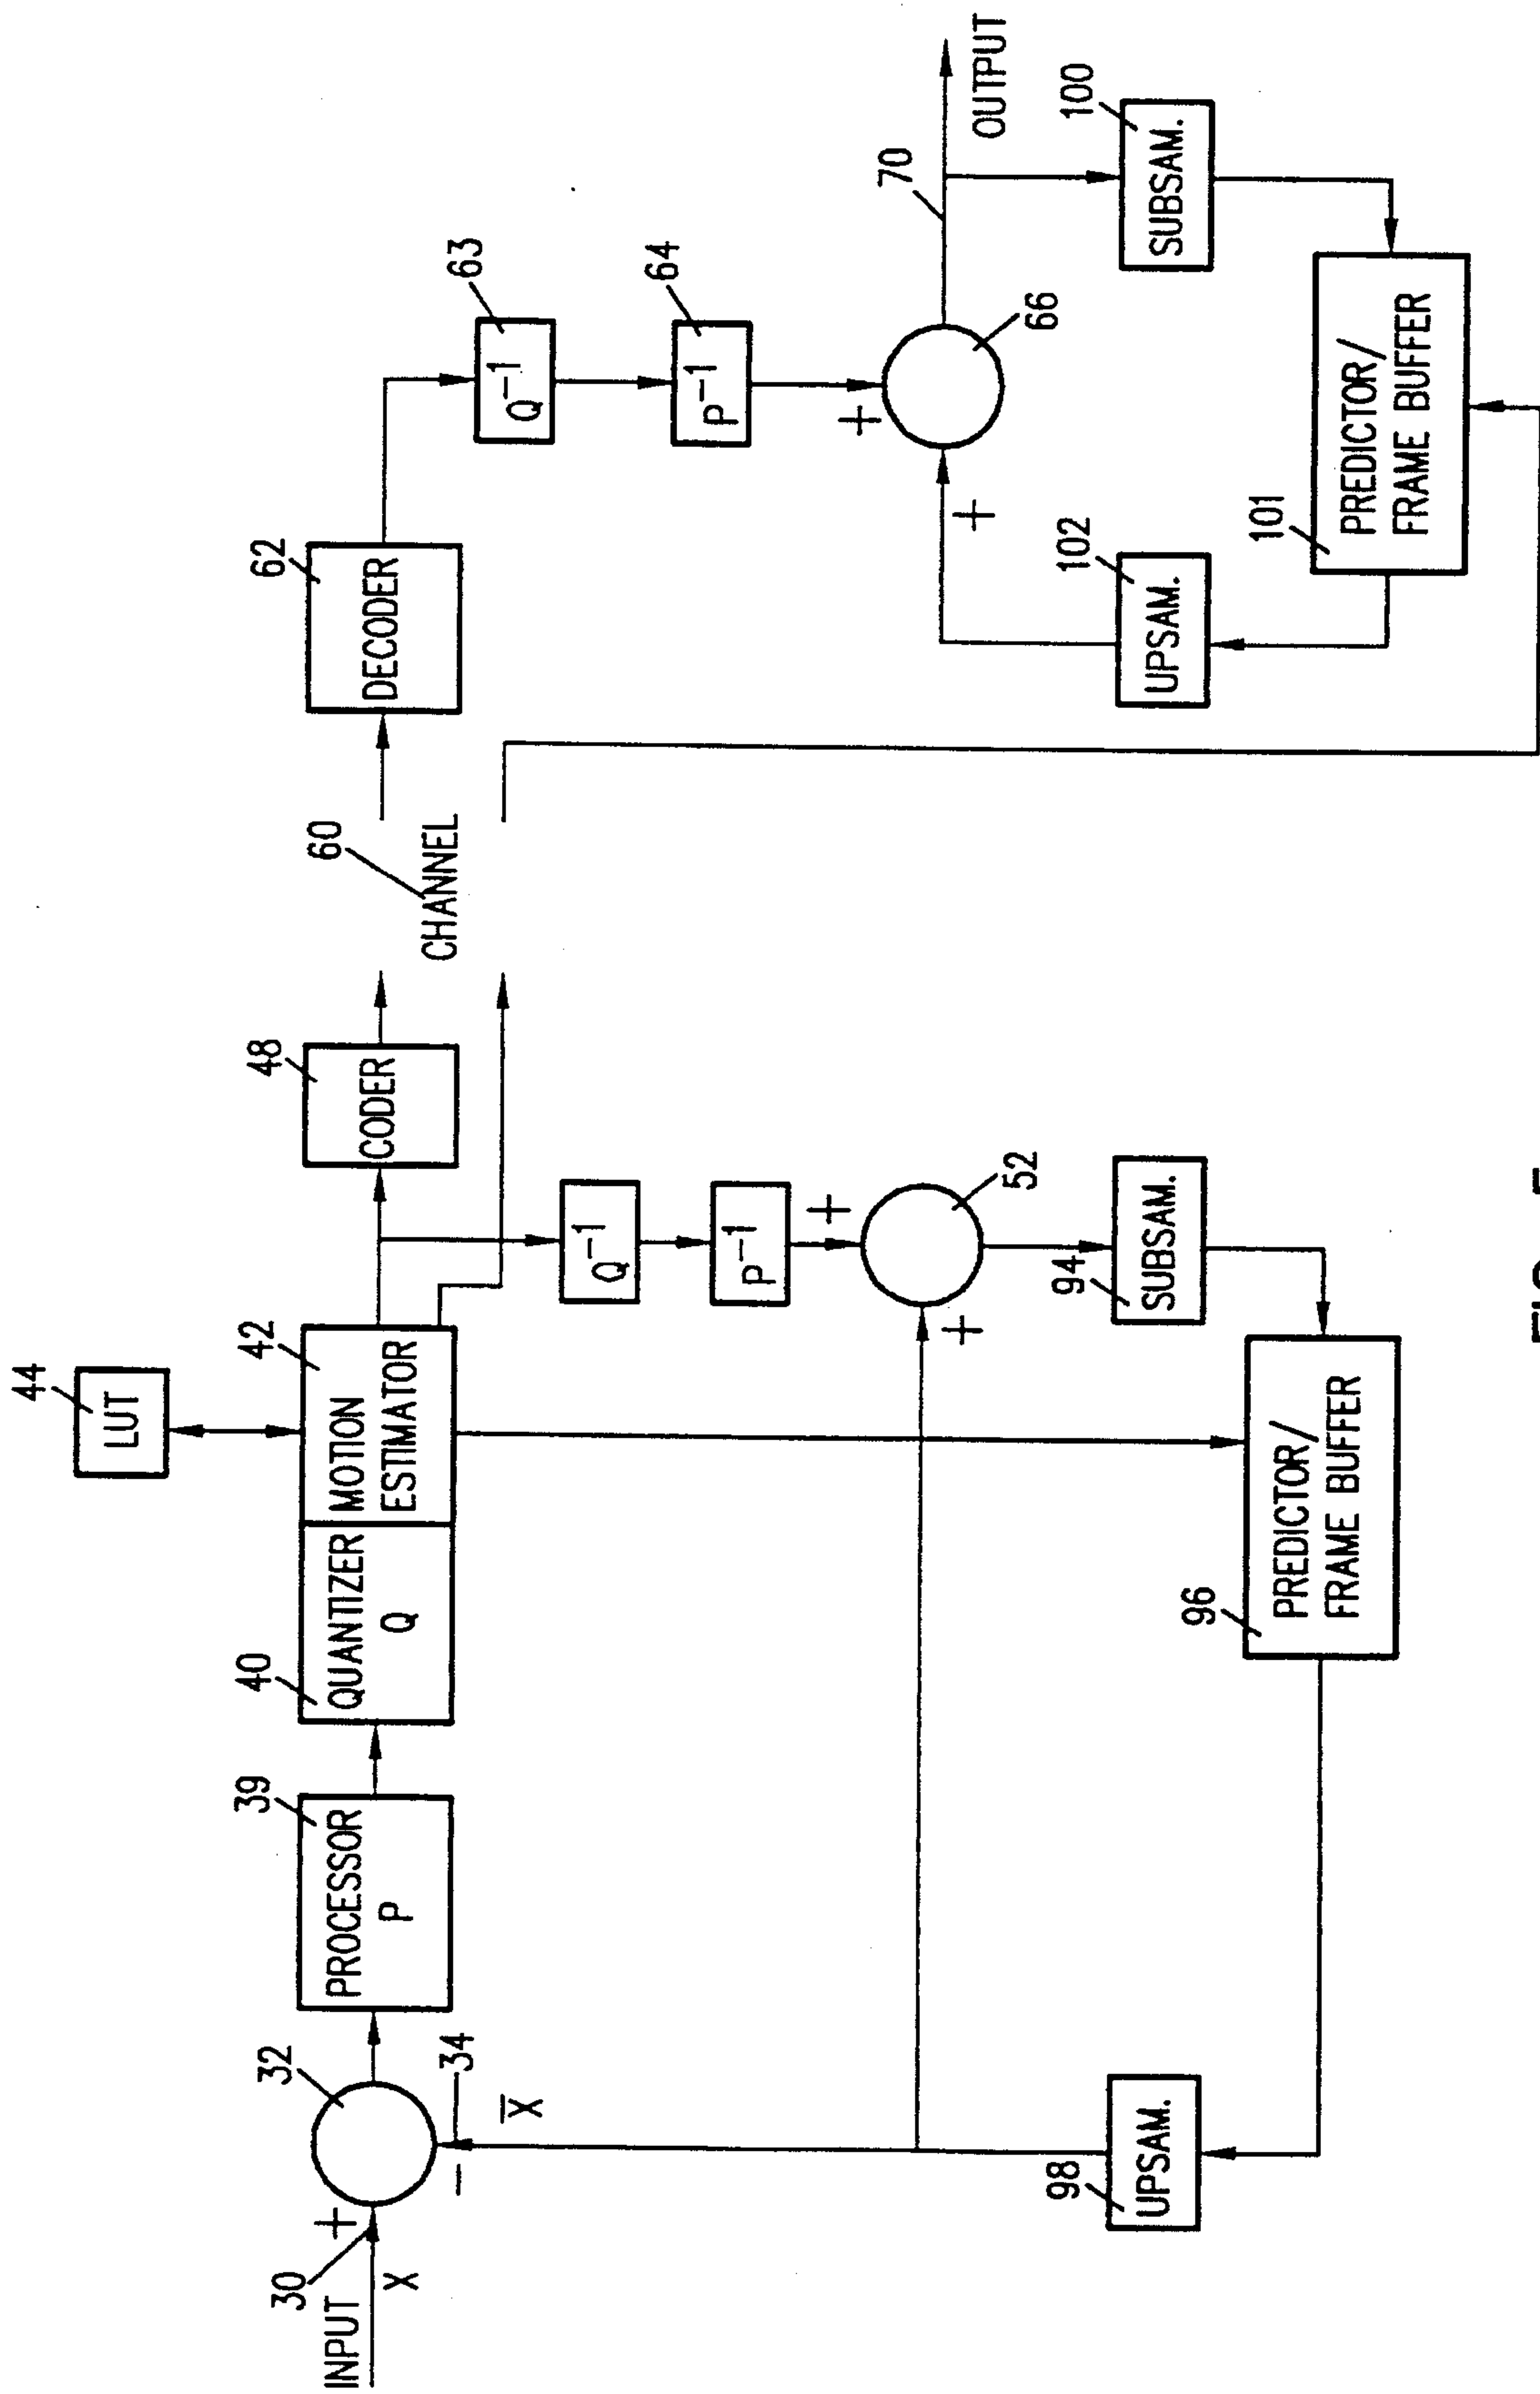 44
LUT
INPUT
30
X
+
32
34
−
X̅
39
PROCESSOR
P
40
QUANTIZER
Q
42
MOTION
ESTIMATOR
48
CODER
60
CHANNEL
62
DECODER
Q⁻¹
63
P⁻¹
64
+
+
66
70
OUTPUT
Q⁻¹
P⁻¹
+
+
52
94
SUBSAM.
96
PREDICTOR/
FRAME BUFFER
98
UPSAM.
102
UPSAM.
100
SUBSAM.
101
PREDICTOR/
FRAME BUFFER